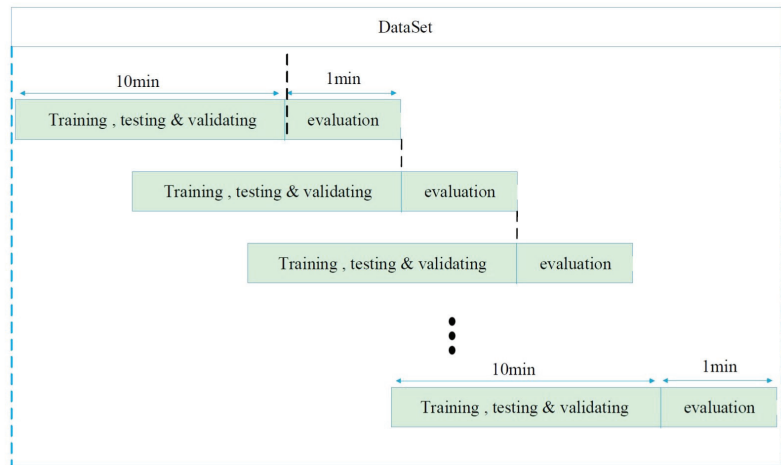 DataSet
10min 1min
Training , testing & validating evaluation
Training , testing & validating evaluation
Training , testing & validating evaluation
10min 1min
Training , testing & validating evaluation